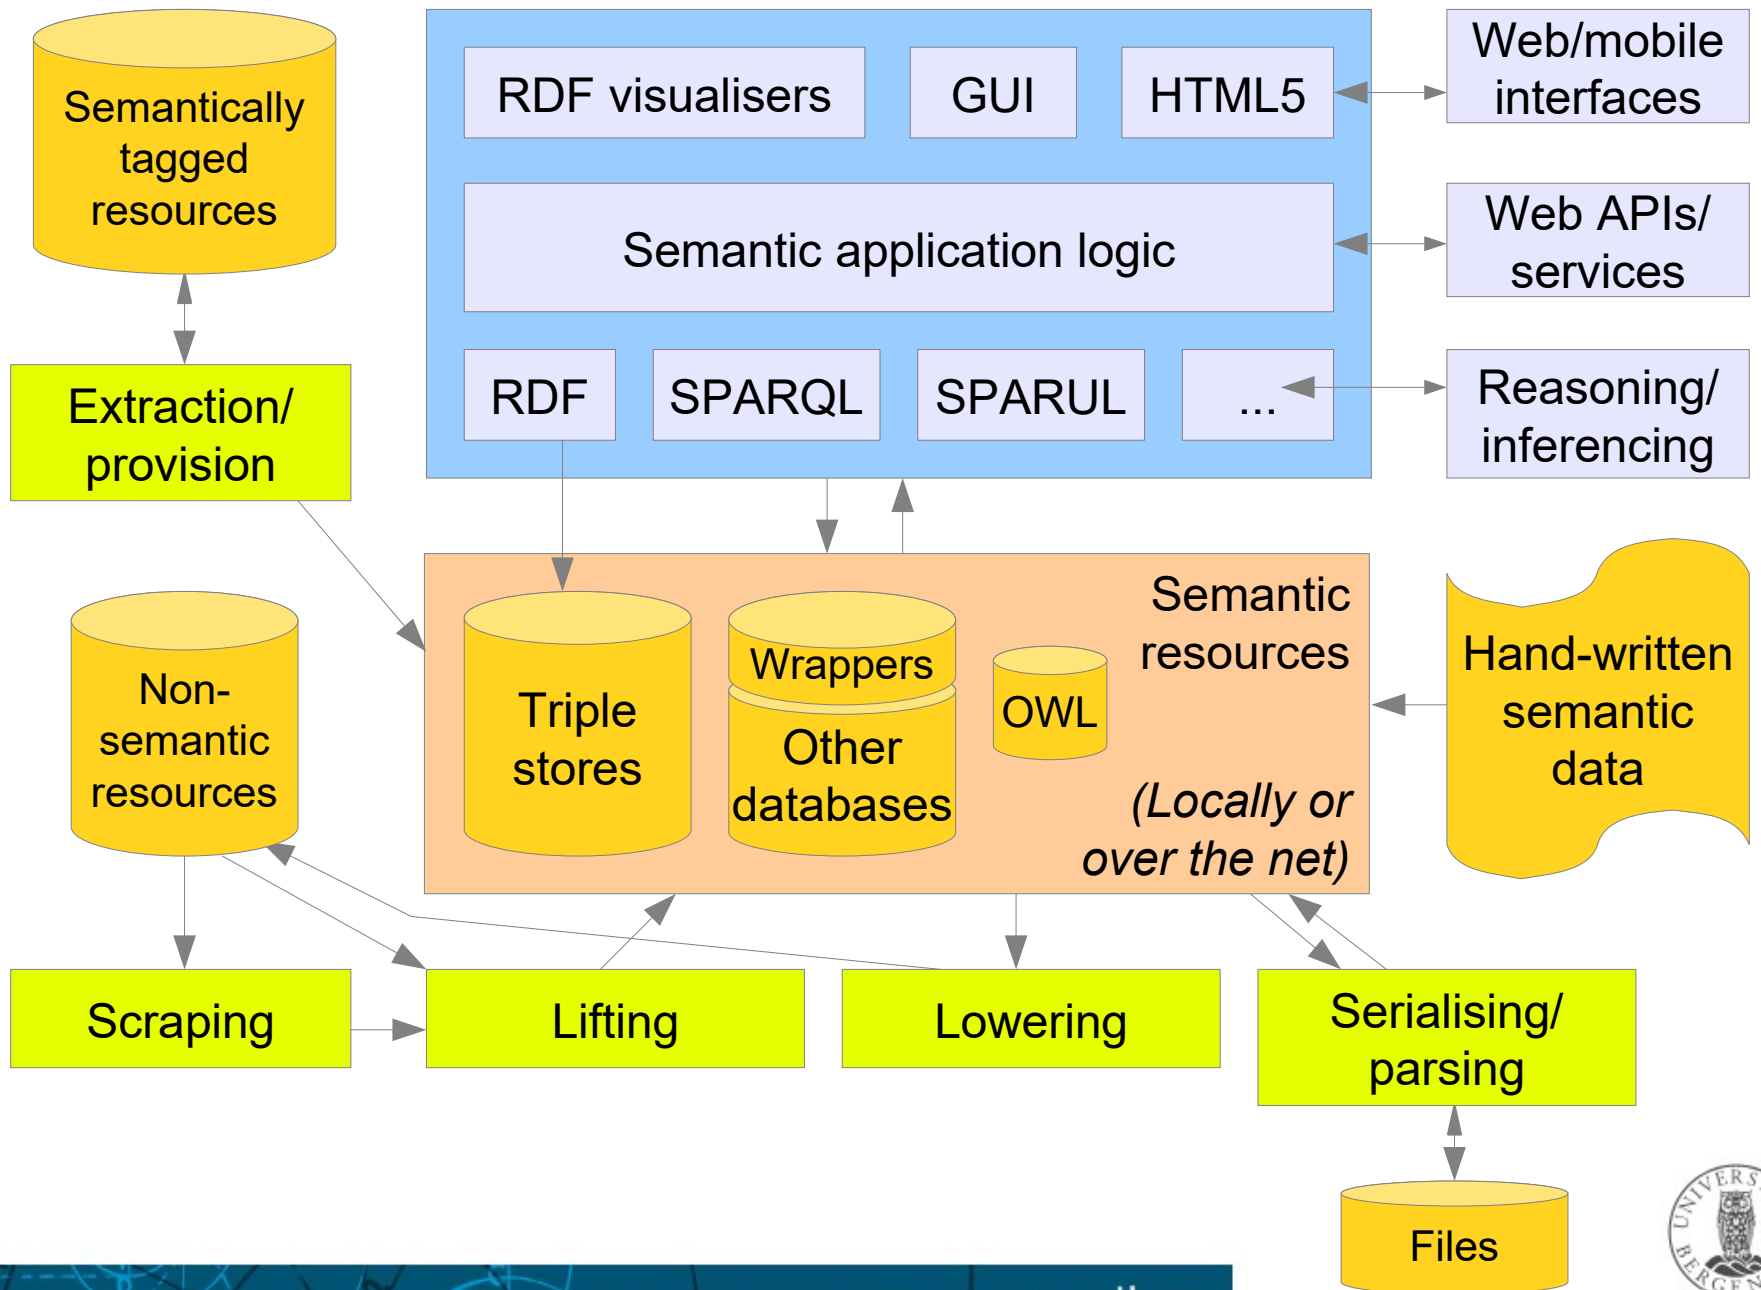 Semantically
tagged
resources
RDF visualisers
GUI
HTML5
Web/mobile
interfaces
Semantic application logic
Web APIs/
services
Extraction/
provision
RDF
SPARQL
SPARUL
...
Reasoning/
inferencing
Non-
semantic
resources
Triple
stores
Wrappers
Other
databases
OWL
Semantic
resources
(Locally or
over the net)
Hand-written
semantic
data
Scraping
Lifting
Lowering
Serialising/
parsing
Files